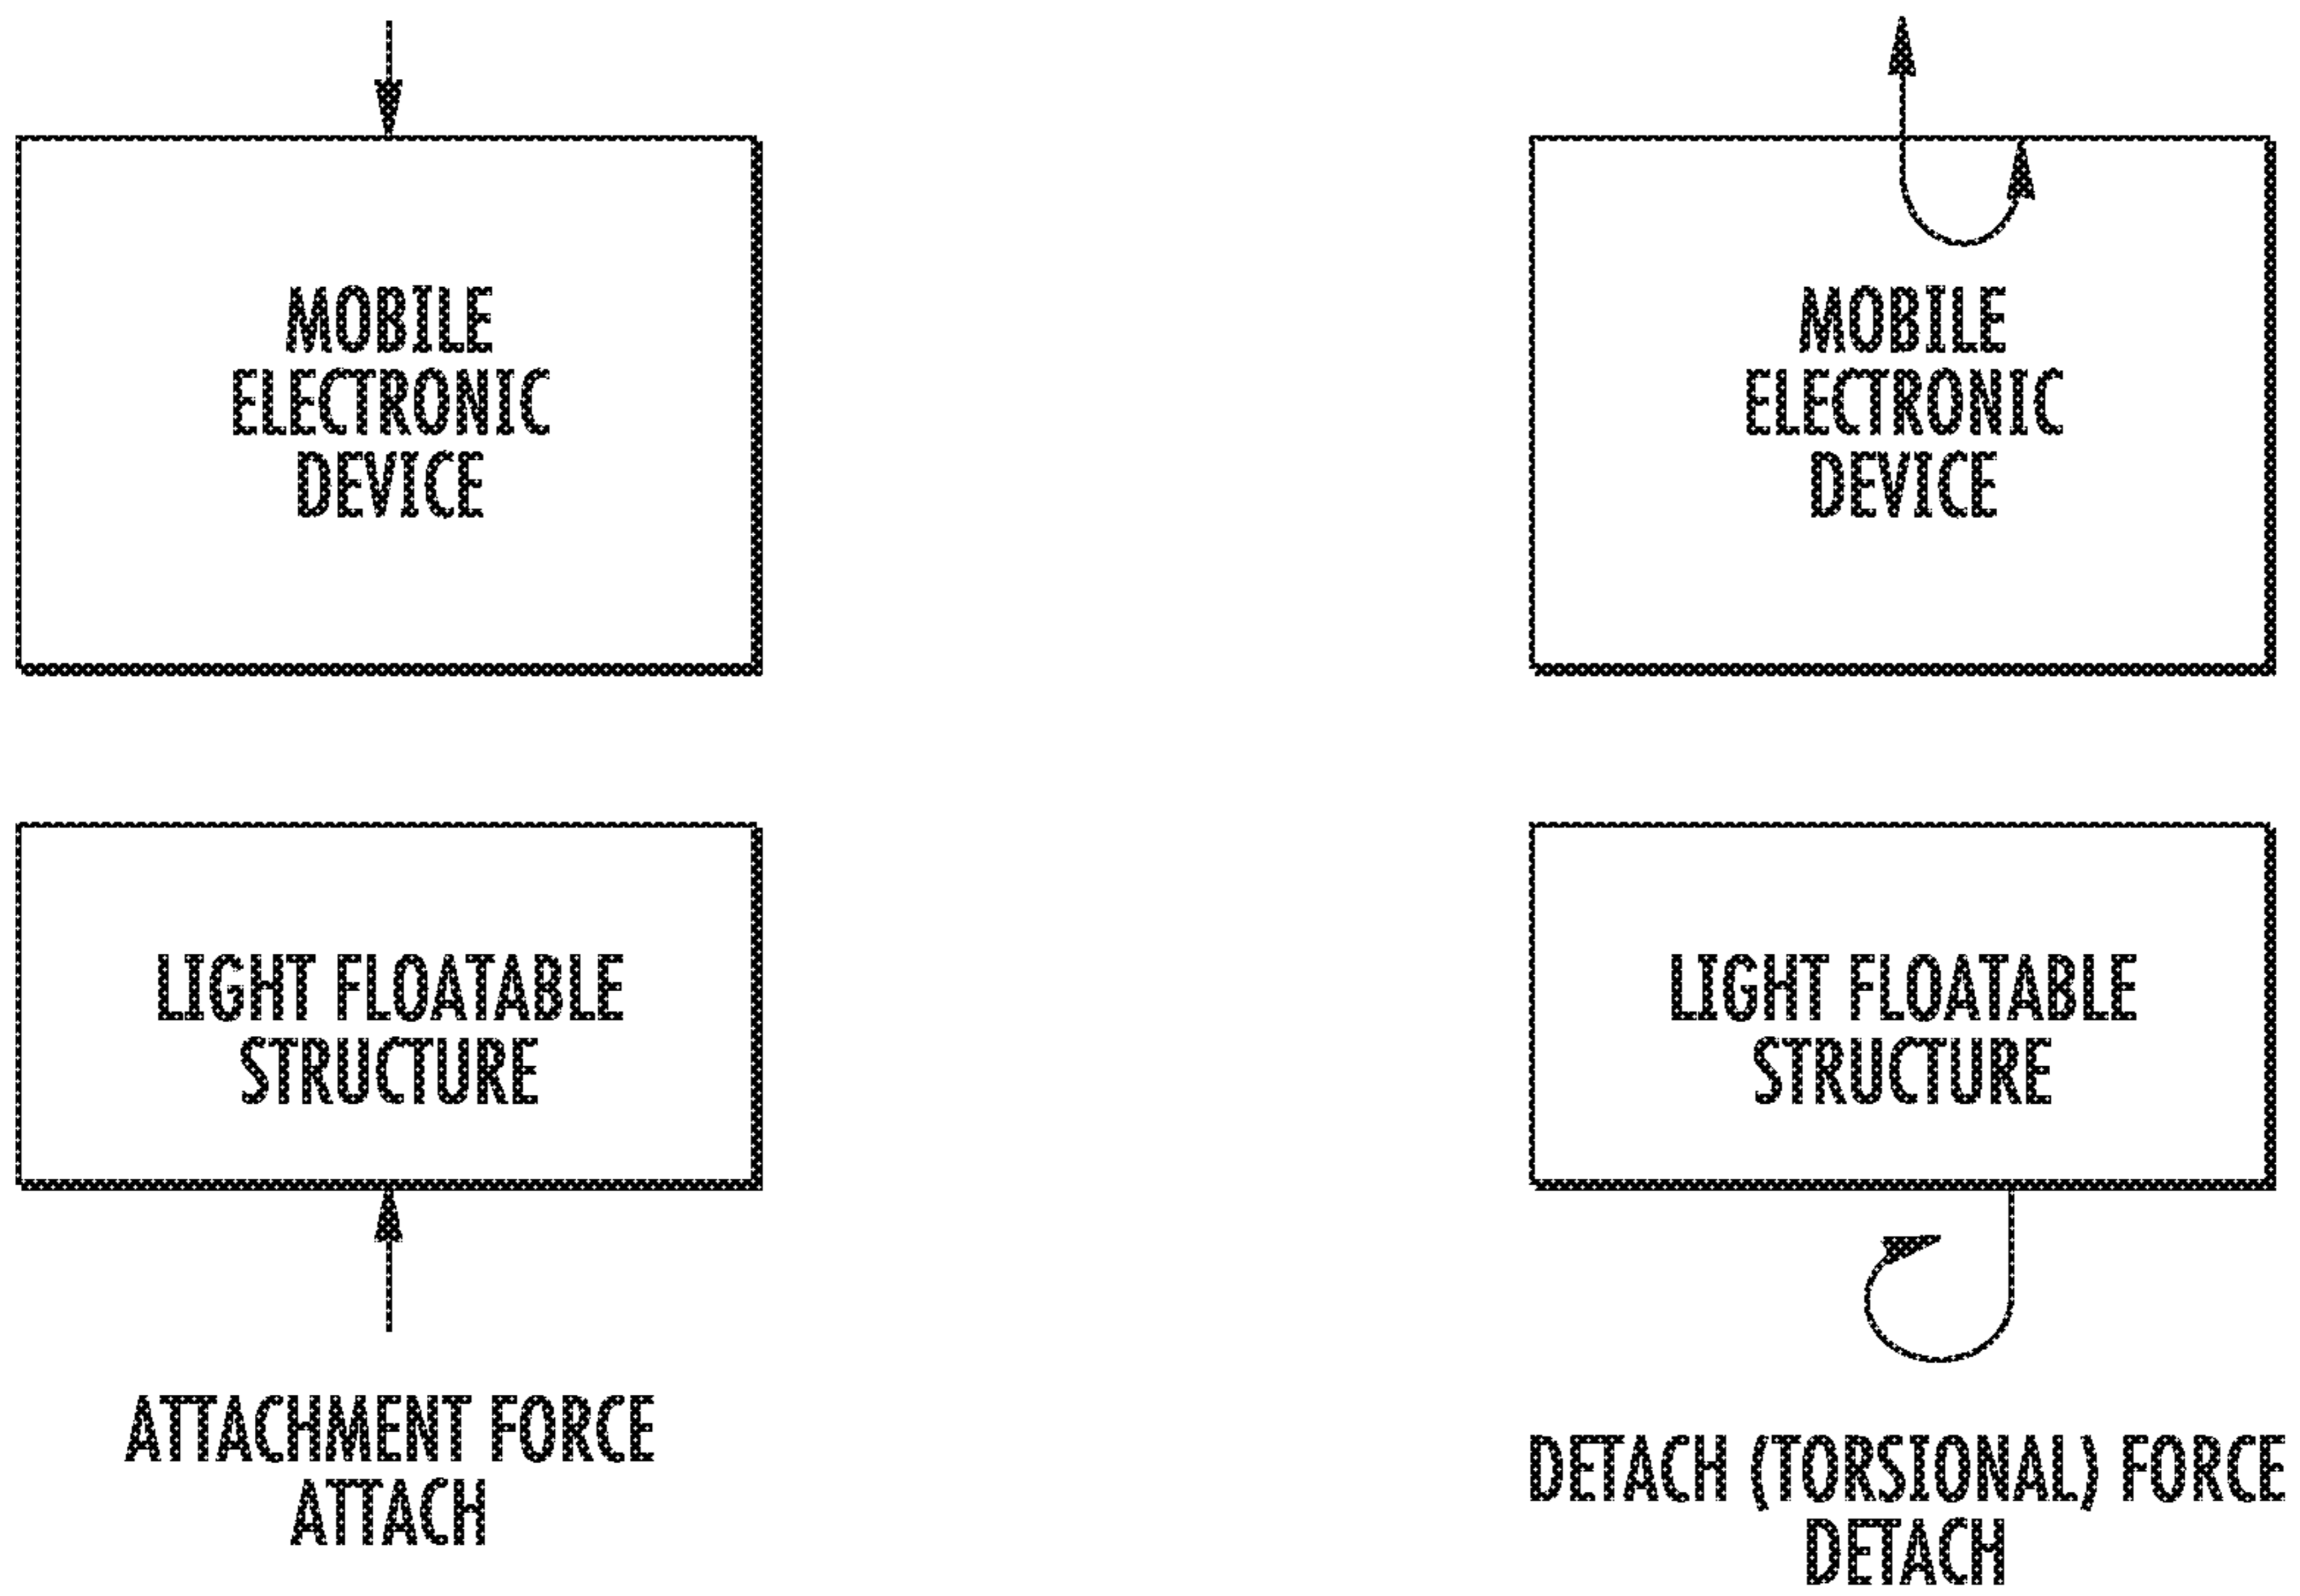 MOBILE
ELECTRONIC
DEVICE
LIGHT FLOATABLE
STRUCTURE
ATTACHMENT FORCE
ATTACH
MOBILE
ELECTRONIC
DEVICE
LIGHT FLOATABLE
STRUCTURE
DETACH (TORSIONAL) FORCE
DETACH